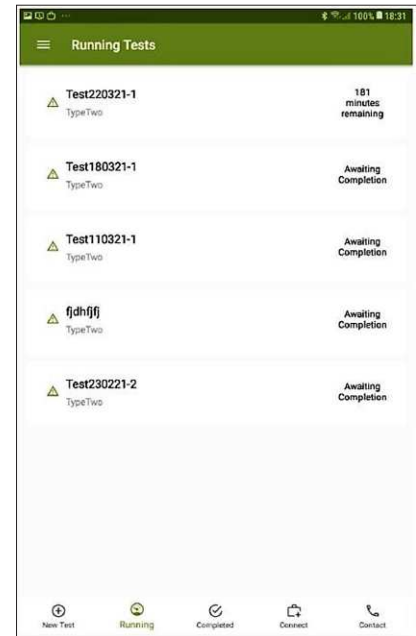 100% 18:31
Running Tests
Test220321-1
TypeTwo
181
minutes
remaining
Test180321-1
TypeTwo
Awaiting
Completion
Test110321-1
TypeTwo
Awaiting
Completion
fjdhfjfj
TypeTwo
Awaiting
Completion
Test230221-2
TypeTwo
Awaiting
Completion
New Test Running Completed Connect Contact